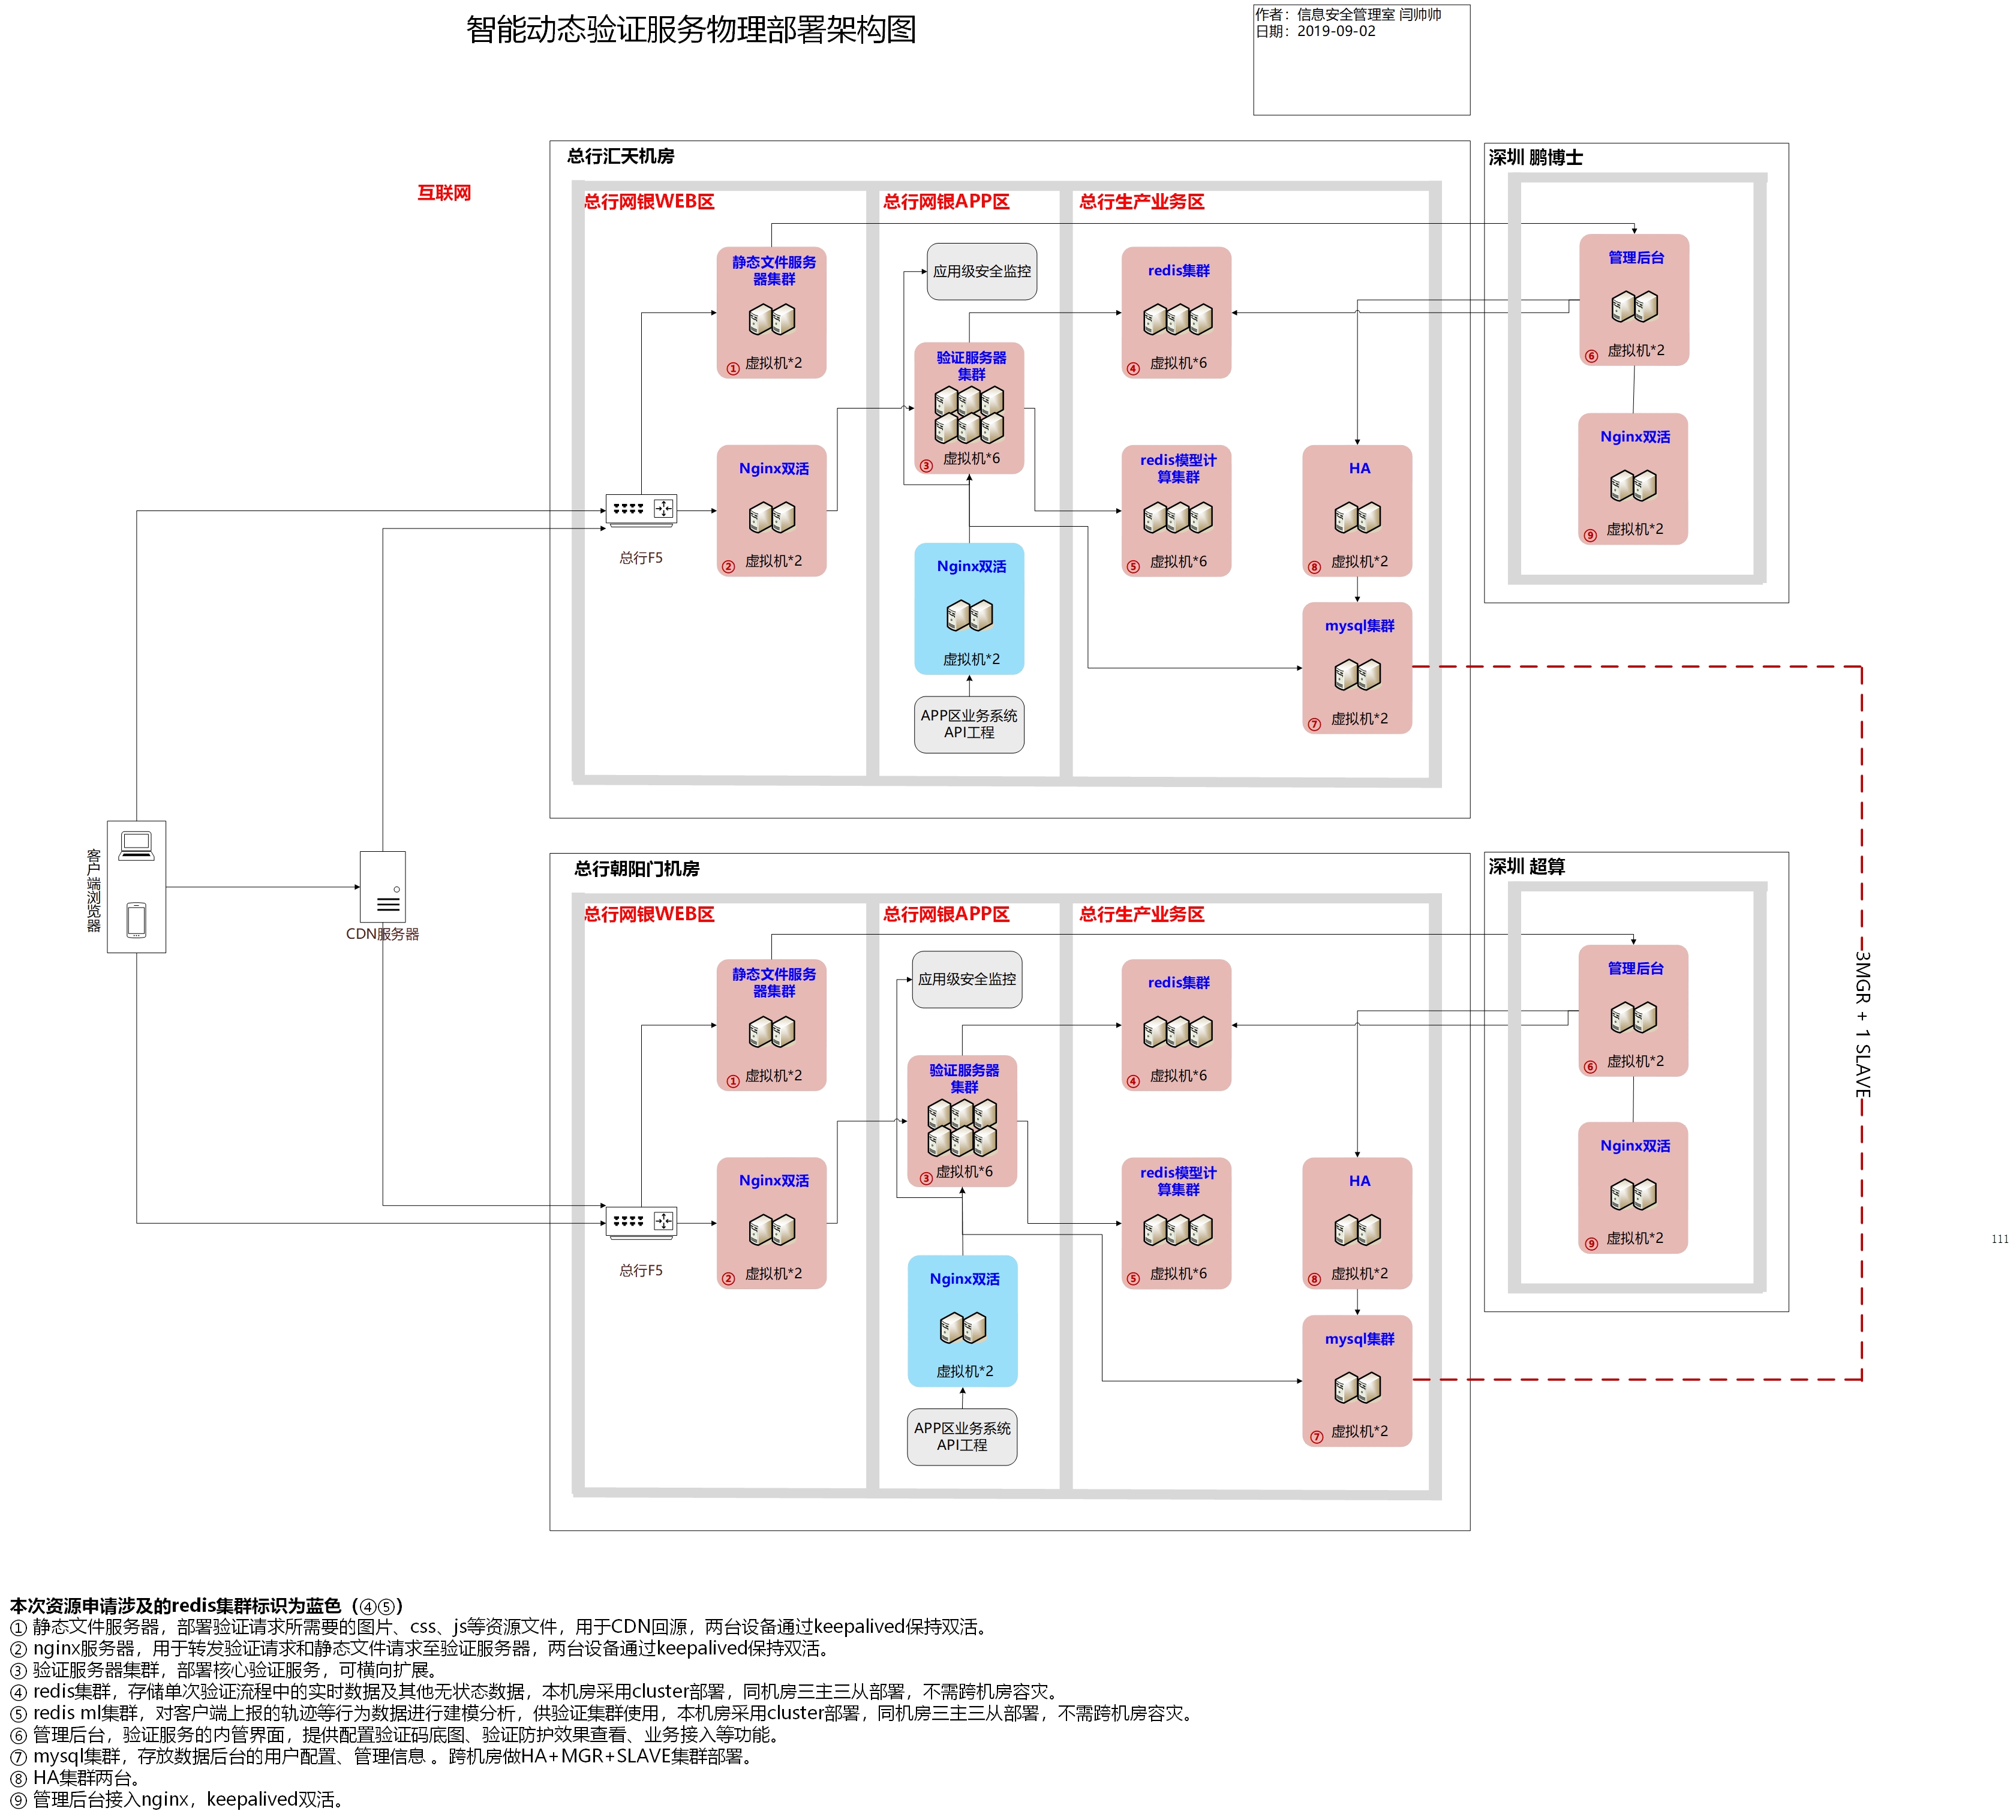 智能动态验证服务物理部署架构图
作者：信息安全管理室 闫帅帅
日期：2019-09-02
互联网
总行汇天机房
总行网银WEB区
总行网银APP区
总行生产业务区
静态文件服务
器集群
① 虚拟机*2
Nginx双活
② 虚拟机*2
总行F5
应用级安全监控
验证服务器
集群
③ 虚拟机*6
Nginx双活
虚拟机*2
APP区业务系统
API工程
redis集群
④ 虚拟机*6
redis模型计
算集群
⑤ 虚拟机*6
HA
⑧ 虚拟机*2
mysql集群
⑦ 虚拟机*2
深圳 鹏博士
管理后台
⑥ 虚拟机*2
Nginx双活
⑨ 虚拟机*2
客户端浏览器
CDN服务器
总行朝阳门机房
总行网银WEB区
总行网银APP区
总行生产业务区
静态文件服务
器集群
① 虚拟机*2
Nginx双活
② 虚拟机*2
总行F5
应用级安全监控
验证服务器
集群
③ 虚拟机*6
Nginx双活
虚拟机*2
APP区业务系统
API工程
redis集群
④ 虚拟机*6
redis模型计
算集群
⑤ 虚拟机*6
HA
⑧ 虚拟机*2
mysql集群
⑦ 虚拟机*2
深圳 超算
管理后台
⑥ 虚拟机*2
Nginx双活
⑨ 虚拟机*2
3MGR + 1 SLAVE
111
本次资源申请涉及的redis集群标识为蓝色（④⑤）
① 静态文件服务器，部署验证请求所需要的图片、css、js等资源文件，用于CDN回源，两台设备通过keepalived保持双活。
② nginx服务器，用于转发验证请求和静态文件请求至验证服务器，两台设备通过keepalived保持双活。
③ 验证服务器集群，部署核心验证服务，可横向扩展。
④ redis集群，存储单次验证流程中的实时数据及其他无状态数据，本机房采用cluster部署，同机房三主三从部署，不需跨机房容灾。
⑤ redis ml集群，对客户端上报的轨迹等行为数据进行建模分析，供验证集群使用，本机房采用cluster部署，同机房三主三从部署，不需跨机房容灾。
⑥ 管理后台，验证服务的内管界面，提供配置验证码底图、验证防护效果查看、业务接入等功能。
⑦ mysql集群，存放数据后台的用户配置、管理信息 。跨机房做HA+MGR+SLAVE集群部署。
⑧ HA集群两台。
⑨ 管理后台接入nginx，keepalived双活。